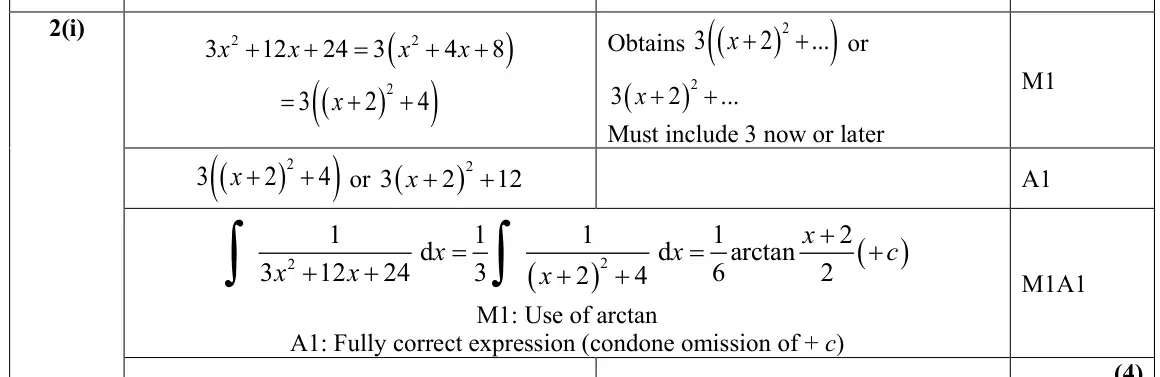 2(i)
3x² + 12x + 24 = 3(x² + 4x + 8)
= 3((x + 2)² + 4)
Obtains 3((x + 2)² + ...) or
3(x + 2)² + ...
Must include 3 now or later
M1
3((x + 2)² + 4) or 3(x + 2)² + 12
A1
∫ 1/(3x² + 12x + 24) dx = 1/3 ∫ 1/((x + 2)² + 4) dx = 1/6 arctan (x + 2)/2 (+c)
M1: Use of arctan
A1: Fully correct expression (condone omission of + c)
M1A1
(4)